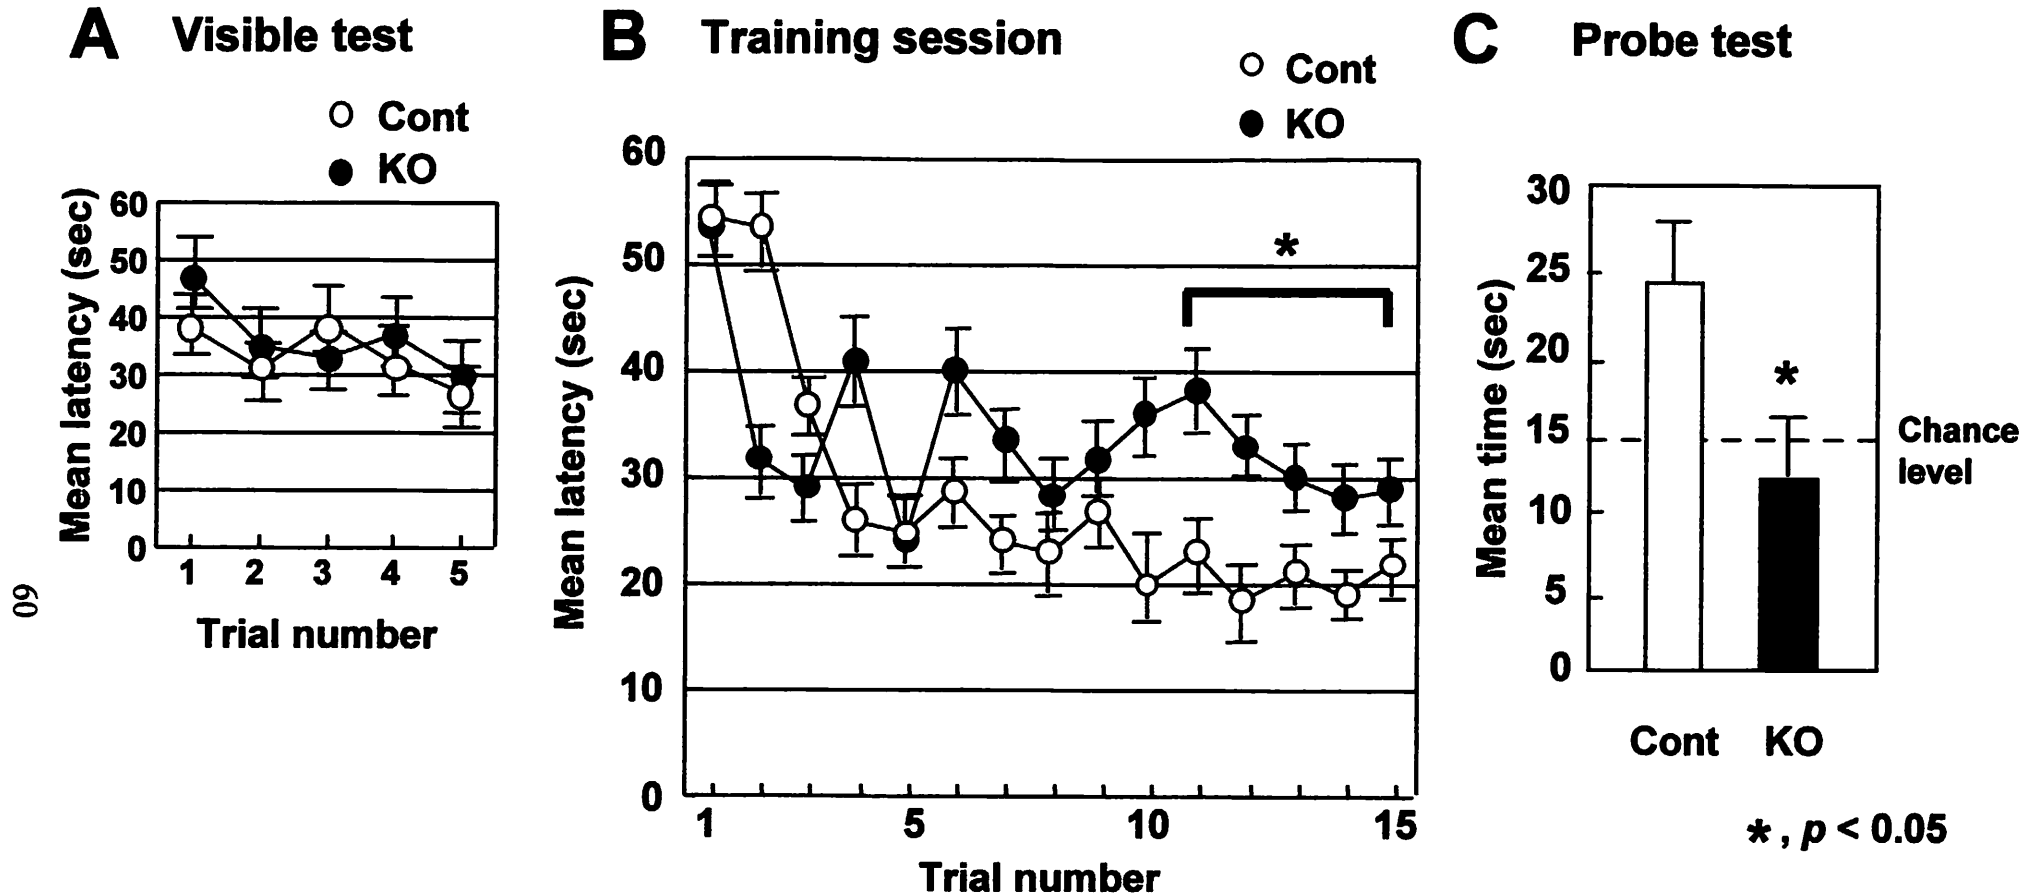 A Visible test
Cont
KO
Mean latency (sec)
60
50
40
30
20
10
0
1 2 3 4 5
Trial number
B Training session
Cont
KO
Mean latency (sec)
60
50
40
30
20
10
0
*
1 5 10 15
Trial number
C Probe test
Mean time (sec)
30
25
20
15
10
5
0
*
Chance
level
Cont KO
*, p < 0.05
60